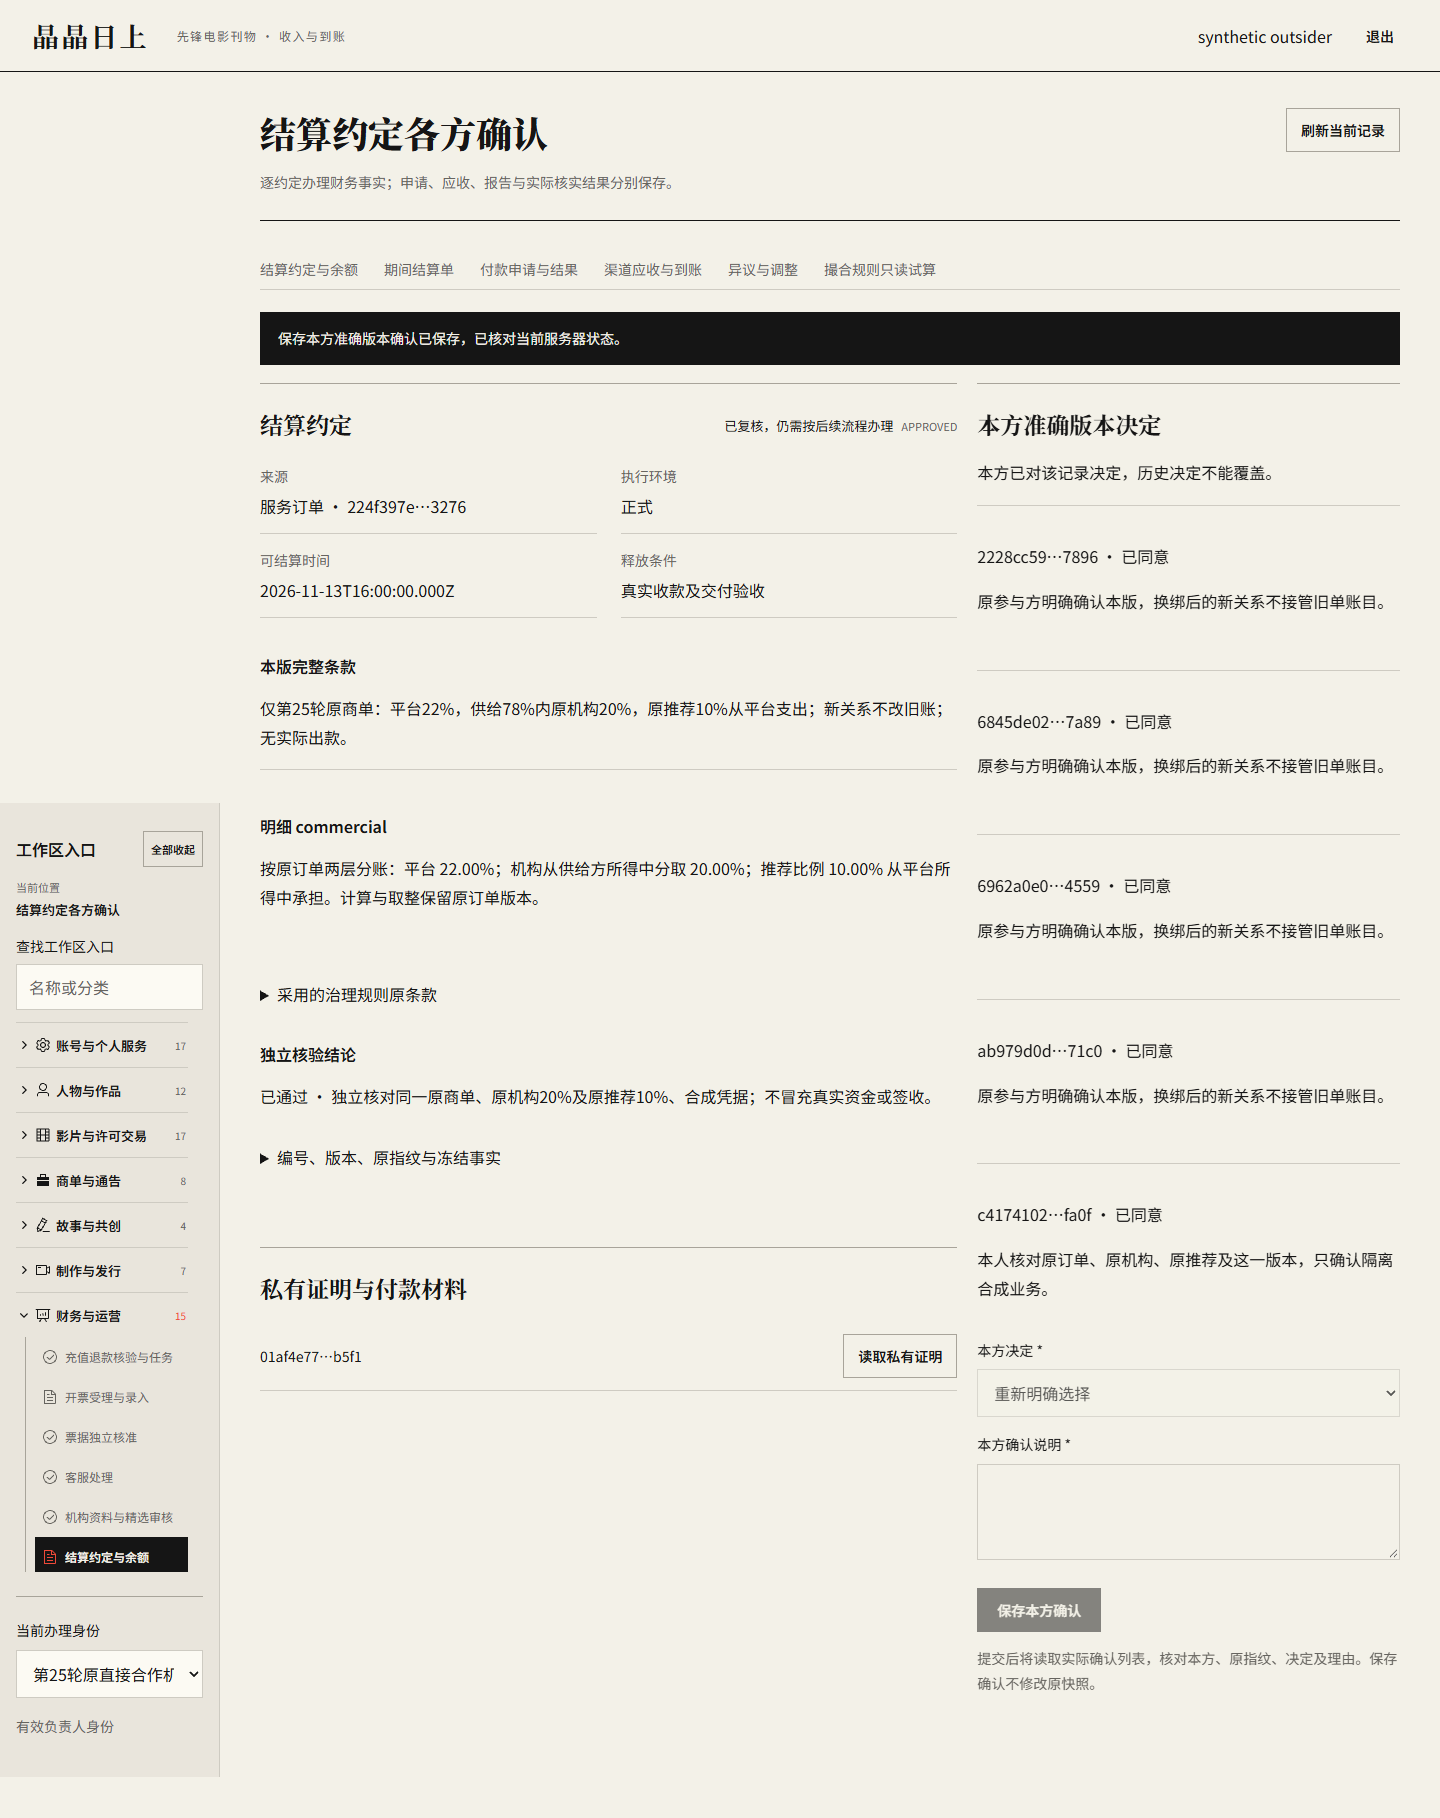 晶晶日上
先锋电影刊物 · 收入与到账
synthetic outsider
退出
结算约定各方确认
刷新当前记录
逐约定办理财务事实；申请、应收、报告与实际核实结果分别保存。
结算约定与余额
期间结算单
付款申请与结果
渠道应收与到账
异议与调整
撮合规则只读试算
保存本方准确版本确认已保存，已核对当前服务器状态。
结算约定
已复核，仍需按后续流程办理 APPROVED
来源
服务订单 · 224f397e…3276
执行环境
正式
可结算时间
2026-11-13T16:00:00.000Z
释放条件
真实收款及交付验收
本版完整条款
仅第25轮原商单：平台22%，供给78%内原机构20%，原推荐10%从平台支出；新关系不改旧账；
无实际出款。
明细 commercial
按原订单两层分账：平台 22.00%；机构从供给方所得中分取 20.00%；推荐比例 10.00% 从平台所
得中承担。计算与取整保留原订单版本。
采用的治理规则原条款
独立核验结论
已通过 · 独立核对同一原商单、原机构20%及原推荐10%、合成凭据；不冒充真实资金或签收。
编号、版本、原指纹与冻结事实
私有证明与付款材料
01af4e77…b5f1
读取私有证明
本方准确版本决定
本方已对该记录决定，历史决定不能覆盖。
2228cc59…7896 · 已同意
原参与方明确确认本版，换绑后的新关系不接管旧单账目。
6845de02…7a89 · 已同意
原参与方明确确认本版，换绑后的新关系不接管旧单账目。
6962a0e0…4559 · 已同意
原参与方明确确认本版，换绑后的新关系不接管旧单账目。
ab979d0d…71c0 · 已同意
原参与方明确确认本版，换绑后的新关系不接管旧单账目。
c4174102…fa0f · 已同意
本人核对原订单、原机构、原推荐及这一版本，只确认隔离
合成业务。
本方决定 *
重新明确选择
本方确认说明 *
保存本方确认
提交后将读取实际确认列表，核对本方、原指纹、决定及理由。保存
确认不修改原快照。
工作区入口
全部收起
当前位置
结算约定各方确认
查找工作区入口
名称或分类
账号与个人服务 17
人物与作品 12
影片与许可交易 17
商单与通告 8
故事与共创 4
制作与发行 7
财务与运营 15
充值退款核验与任务
开票受理与录入
票据独立核准
客服处理
机构资料与精选审核
结算约定与余额
当前办理身份
第25轮原直接合作机
有效负责人身份